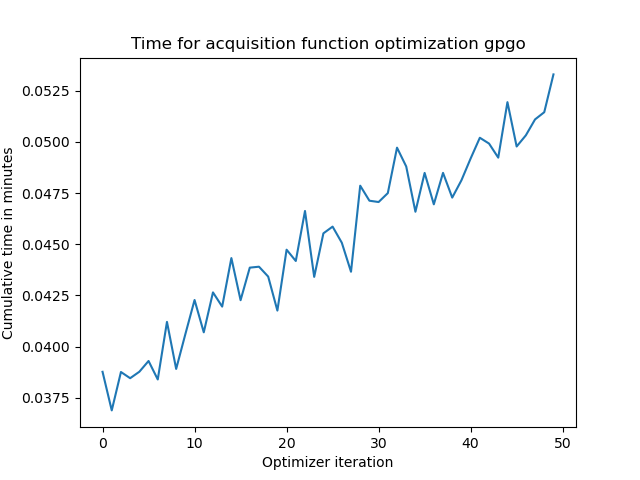 Time for acquisition function optimization gpgo
0.0525
0.0500
0.0475
0.0450
0.0425
0.0400
0.0375
Cumulative time in minutes
0 10 20 30 40 50
Optimizer iteration